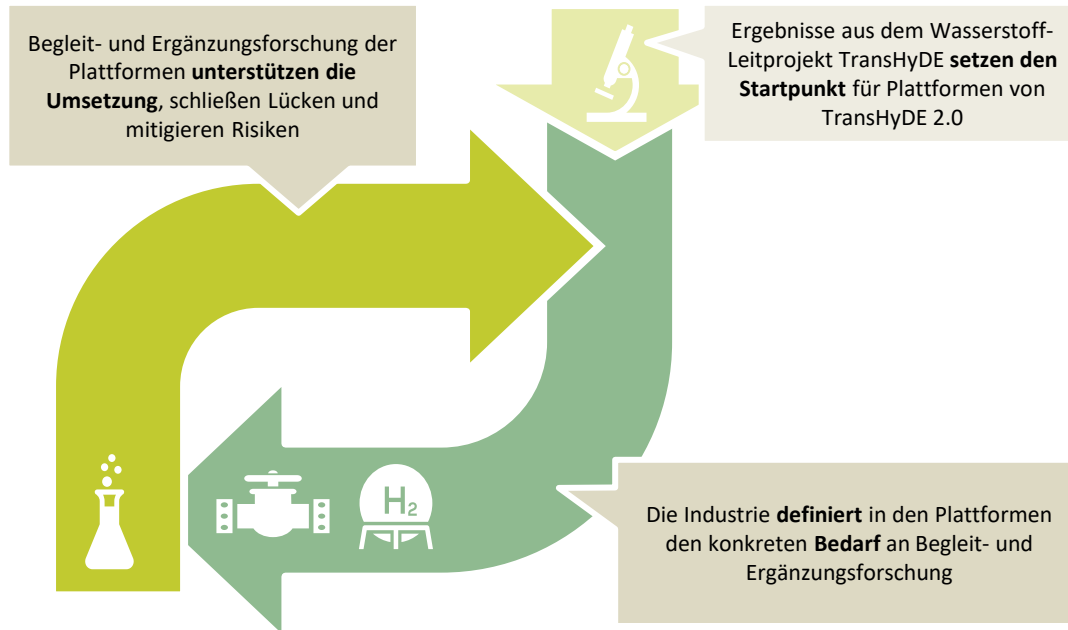 Begleit- und Ergänzungsforschung der
Plattformen unterstützen die
Umsetzung, schließen Lücken und
mitigieren Risiken
Ergebnisse aus dem Wasserstoff-
Leitprojekt TransHyDE setzen den
Startpunkt für Plattformen von
TransHyDE 2.0
H₂
Die Industrie definiert in den Plattformen
den konkreten Bedarf an Begleit- und
Ergänzungsforschung